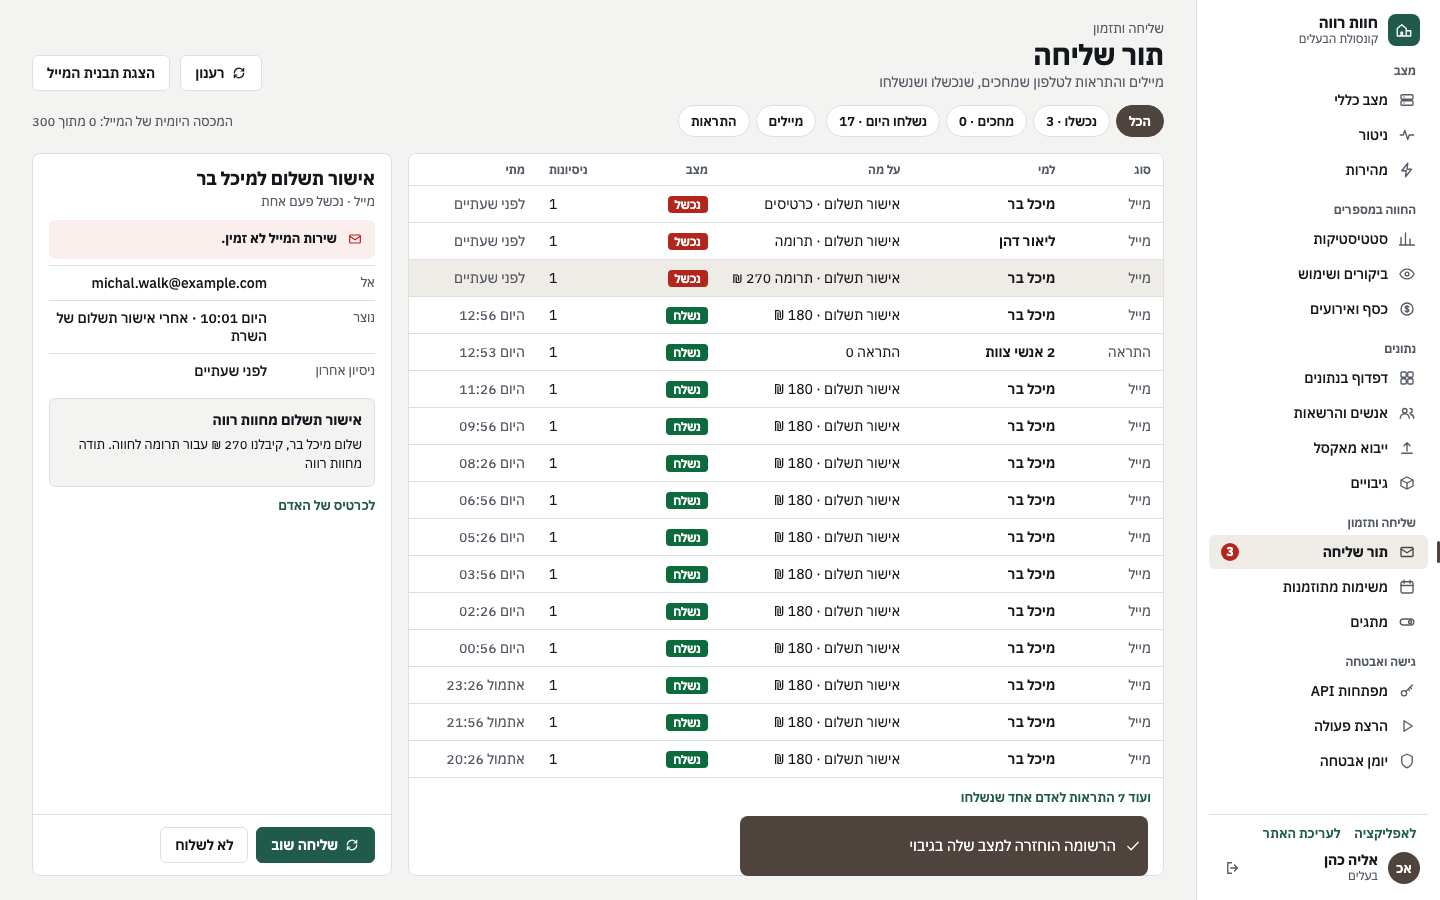 חוות רווה
קונסולת הבעלים
מצב
מצב כללי
ניטור
מהירות
החווה במספרים
סטטיסטיקות
ביקורים ושימוש
כסף ואירועים
נתונים
דפדוף בנתונים
אנשים והרשאות
ייבוא מאקסל
גיבויים
שליחה ותזמון
תור שליחה 3
משימות מתוזמנות
מתגים
גישה ואבטחה
מפתחות API
הרצת פעולה
יומן אבטחה
לאפליקציה לעריכת האתר
אכ
אליה כהן
בעלים
שליחה ותזמון
תור שליחה
מיילים והתראות לטלפון שמחכים, שנכשלו ושנשלחו
רענון
הצגת תבנית המייל
הכל נכשלו · 3 מחכים · 0 נשלחו היום · 17 מיילים התראות
המכסה היומית של המייל: 0 מתוך 300
סוג למי על מה מצב ניסיונות מתי
מייל מיכל בר אישור תשלום · כרטיסים נכשל 1 לפני שעתיים
מייל ליאור דהן אישור תשלום · תרומה נכשל 1 לפני שעתיים
מייל מיכל בר אישור תשלום · תרומה 270 ₪ נכשל 1 לפני שעתיים
מייל מיכל בר אישור תשלום · 180 ₪ נשלח 1 היום 12:56
התראה 2 אנשי צוות התראה 0 נשלח 1 היום 12:53
מייל מיכל בר אישור תשלום · 180 ₪ נשלח 1 היום 11:26
מייל מיכל בר אישור תשלום · 180 ₪ נשלח 1 היום 09:56
מייל מיכל בר אישור תשלום · 180 ₪ נשלח 1 היום 08:26
מייל מיכל בר אישור תשלום · 180 ₪ נשלח 1 היום 06:56
מייל מיכל בר אישור תשלום · 180 ₪ נשלח 1 היום 05:26
מייל מיכל בר אישור תשלום · 180 ₪ נשלח 1 היום 03:56
מייל מיכל בר אישור תשלום · 180 ₪ נשלח 1 היום 02:26
מייל מיכל בר אישור תשלום · 180 ₪ נשלח 1 היום 00:56
מייל מיכל בר אישור תשלום · 180 ₪ נשלח 1 אתמול 23:26
מייל מיכל בר אישור תשלום · 180 ₪ נשלח 1 אתמול 21:56
מייל מיכל בר אישור תשלום · 180 ₪ נשלח 1 אתמול 20:26
ועוד 7 התראות לאדם אחד שנשלחו
הרשומה הוחזרה למצב שלה בגיבוי
אישור תשלום למיכל בר
מייל · נכשל פעם אחת
שירות המייל לא זמין.
אל michal.walk@example.com
נוצר היום 10:01 · אחרי אישור תשלום של
השרת
ניסיון אחרון לפני שעתיים
אישור תשלום מחוות רווה
שלום מיכל בר, קיבלנו 270 ₪ עבור תרומה לחווה. תודה
מחוות רווה
לכרטיס של האדם
שליחה שוב
לא לשלוח